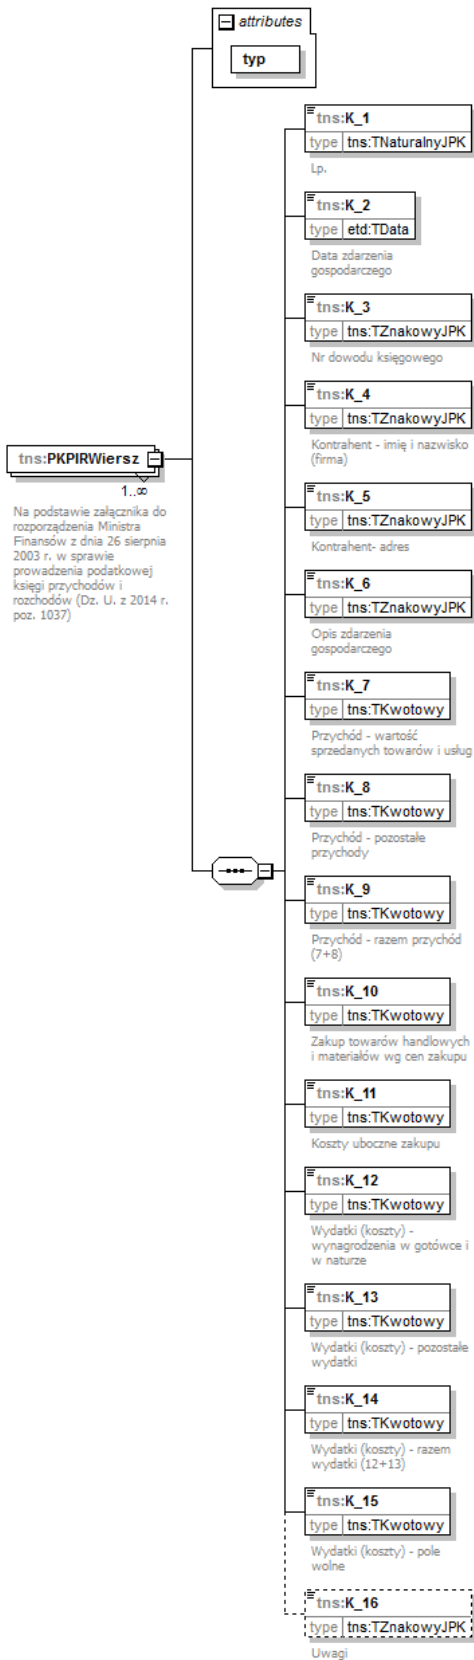 attributes
typ
tns:K_1
type tns:TNaturalnyJPK
Lp.
tns:K_2
type etd:TData
Data zdarzenia
gospodarczego
tns:K_3
type tns:TZnakowyJPK
Nr dowodu księgowego
tns:K_4
type tns:TZnakowyJPK
Kontrahent - imię i nazwisko
(firma)
tns:PKPIRWiersz
1..∞
Na podstawie załącznika do
rozporządzenia Ministra
Finansów z dnia 26 sierpnia
2003 r. w sprawie
prowadzenia podatkowej
księgi przychodów i
rozchodów (Dz. U. z 2014 r.
poz. 1037)
tns:K_5
type tns:TZnakowyJPK
Kontrahent- adres
tns:K_6
type tns:TZnakowyJPK
Opis zdarzenia
gospodarczego
tns:K_7
type tns:TKwotowy
Przychód - wartość
sprzedanych towarów i usług
tns:K_8
type tns:TKwotowy
Przychód - pozostałe
przychody
tns:K_9
type tns:TKwotowy
Przychód - razem przychód
(7+8)
tns:K_10
type tns:TKwotowy
Zakup towarów handlowych
i materiałów wg cen zakupu
tns:K_11
type tns:TKwotowy
Koszty uboczne zakupu
tns:K_12
type tns:TKwotowy
Wydatki (koszty) -
wynagrodzenia w gotówce i
w naturze
tns:K_13
type tns:TKwotowy
Wydatki (koszty) - pozostałe
wydatki
tns:K_14
type tns:TKwotowy
Wydatki (koszty) - razem
wydatki (12+13)
tns:K_15
type tns:TKwotowy
Wydatki (koszty) - pole
wolne
tns:K_16
type tns:TZnakowyJPK
Uwagi